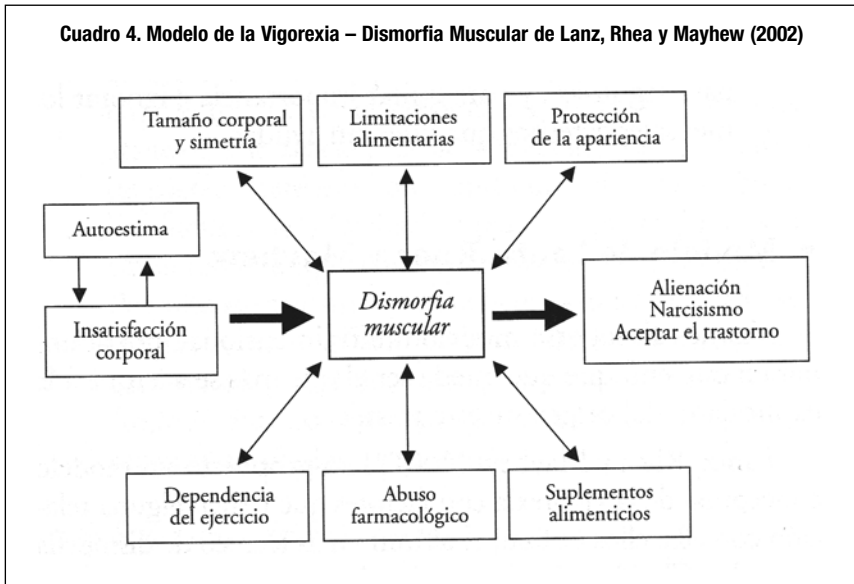 Cuadro 4. Modelo de la Vigorexia – Dismorfia Muscular de Lanz, Rhea y Mayhew (2002)
Tamaño corporal
y simetría
Limitaciones
alimentarias
Protección
de la apariencia
Autoestima
Insatisfacción
corporal
Dismorfia
muscular
Alienación
Narcisismo
Aceptar el trastorno
Dependencia
del ejercicio
Abuso
farmacológico
Suplementos
alimenticios